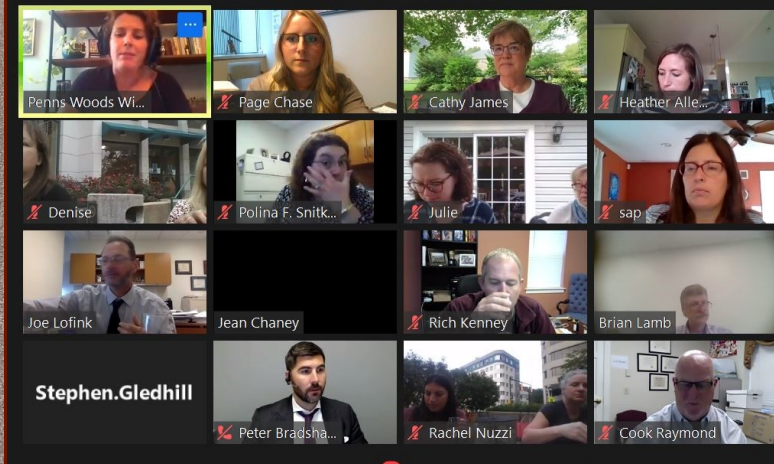 Penns Woods Wi...
Page Chase
Cathy James
Heather Alle...
Denise
Polina F. Snitk...
Julie
sap
Joe Lofink
Jean Chaney
Rich Kenney
Brian Lamb
Stephen.Gledhill
Peter Bradsha...
Rachel Nuzzi
Cook Raymond